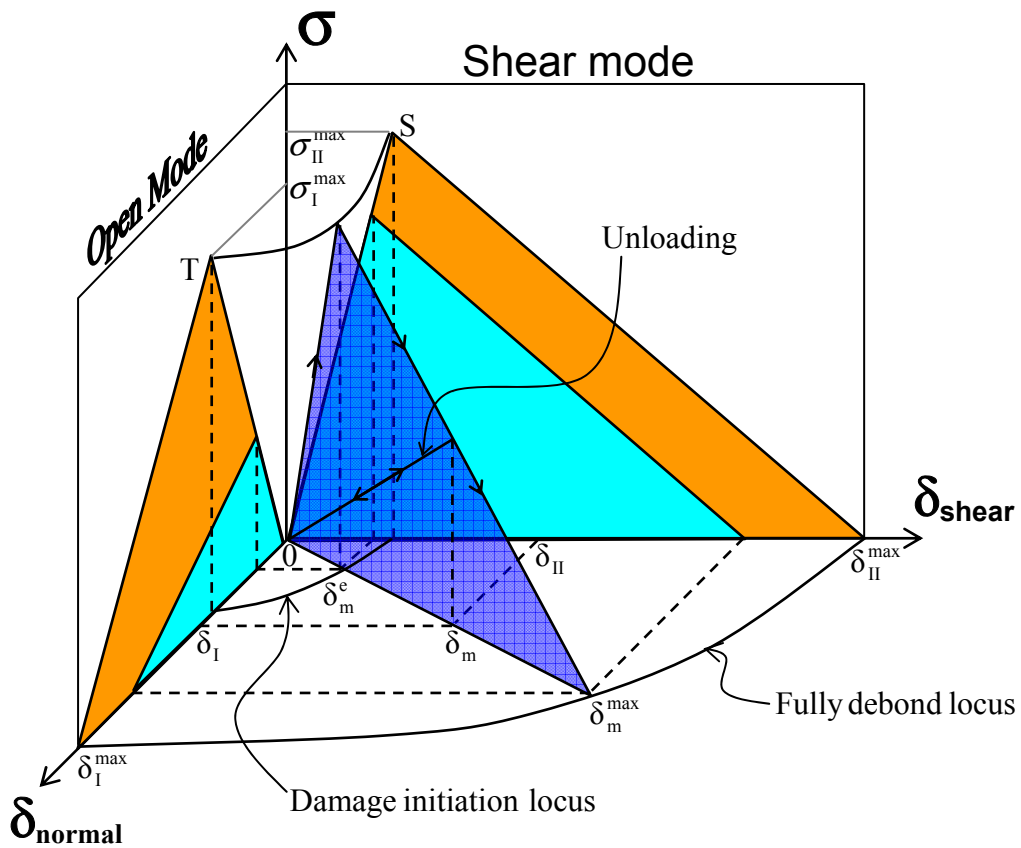 σ
Shear mode
Open Mode
S
σ_II^max
σ_I^max
T
Unloading
δ_shear
0
δ_m^e
δ_II
δ_II^max
δ_I
δ_m
δ_m^max
Fully debond locus
δ_I^max
Damage initiation locus
δ_normal